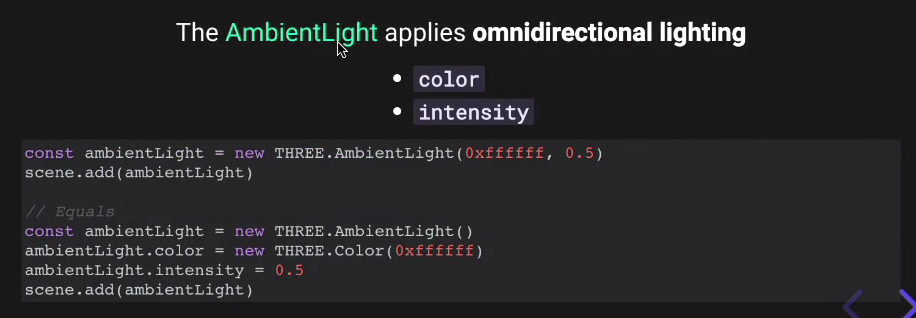 The AmbientLight applies omnidirectional lighting
• color
• intensity
const ambientLight = new THREE.AmbientLight(0xffffff, 0.5)
scene.add(ambientLight)
// Equals
const ambientLight = new THREE.AmbientLight()
ambientLight.color = new THREE.Color(0xffffff)
ambientLight.intensity = 0.5
scene.add(ambientLight)